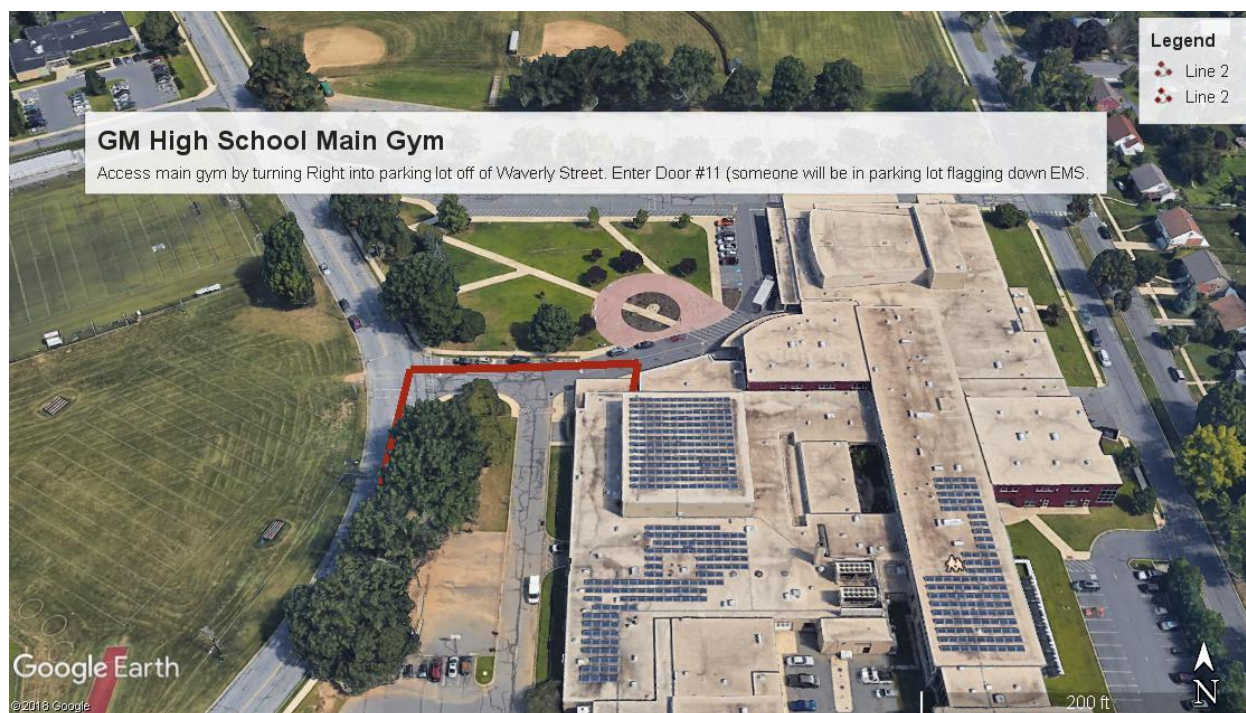 Legend
Line 2
Line 2
GM High School Main Gym
Access main gym by turning Right into parking lot off of Waverly Street. Enter Door #11 (someone will be in parking lot flagging down EMS.
Google Earth
©2018 Google
200 ft
N